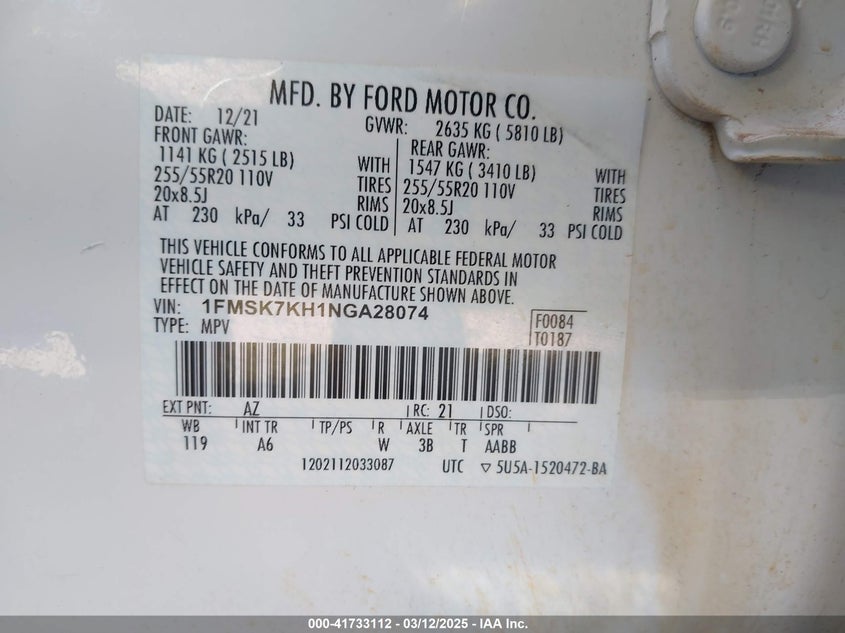 MFD. BY FORD MOTOR CO.
DATE: 12/21 GVWR: 2635 KG ( 5810 LB)
FRONT GAWR: REAR GAWR:
1141 KG ( 2515 LB) WITH 1547 KG ( 3410 LB) WITH
255/55R20 110V TIRES 255/55R20 110V TIRES
20x8.5J RIMS 20x8.5J RIMS
AT 230 kPa/ 33 PSI COLD AT 230 kPa/ 33 PSI COLD
THIS VEHICLE CONFORMS TO ALL APPLICABLE FEDERAL MOTOR
VEHICLE SAFETY AND THEFT PREVENTION STANDARDS IN
EFFECT ON THE DATE OF MANUFACTURE SHOWN ABOVE.
VIN: 1FMSK7KH1NGA28074 F0084
TYPE: MPV T0187
EXT PNT: AZ RC: 21 DSO:
WB INT TR TP/PS R AXLE TR SPR
119 A6 W 3B T AABB
1202112033087 UTC ▽ 5U5A-1520472-BA
000-41733112 - 03/12/2025 - IAA Inc.